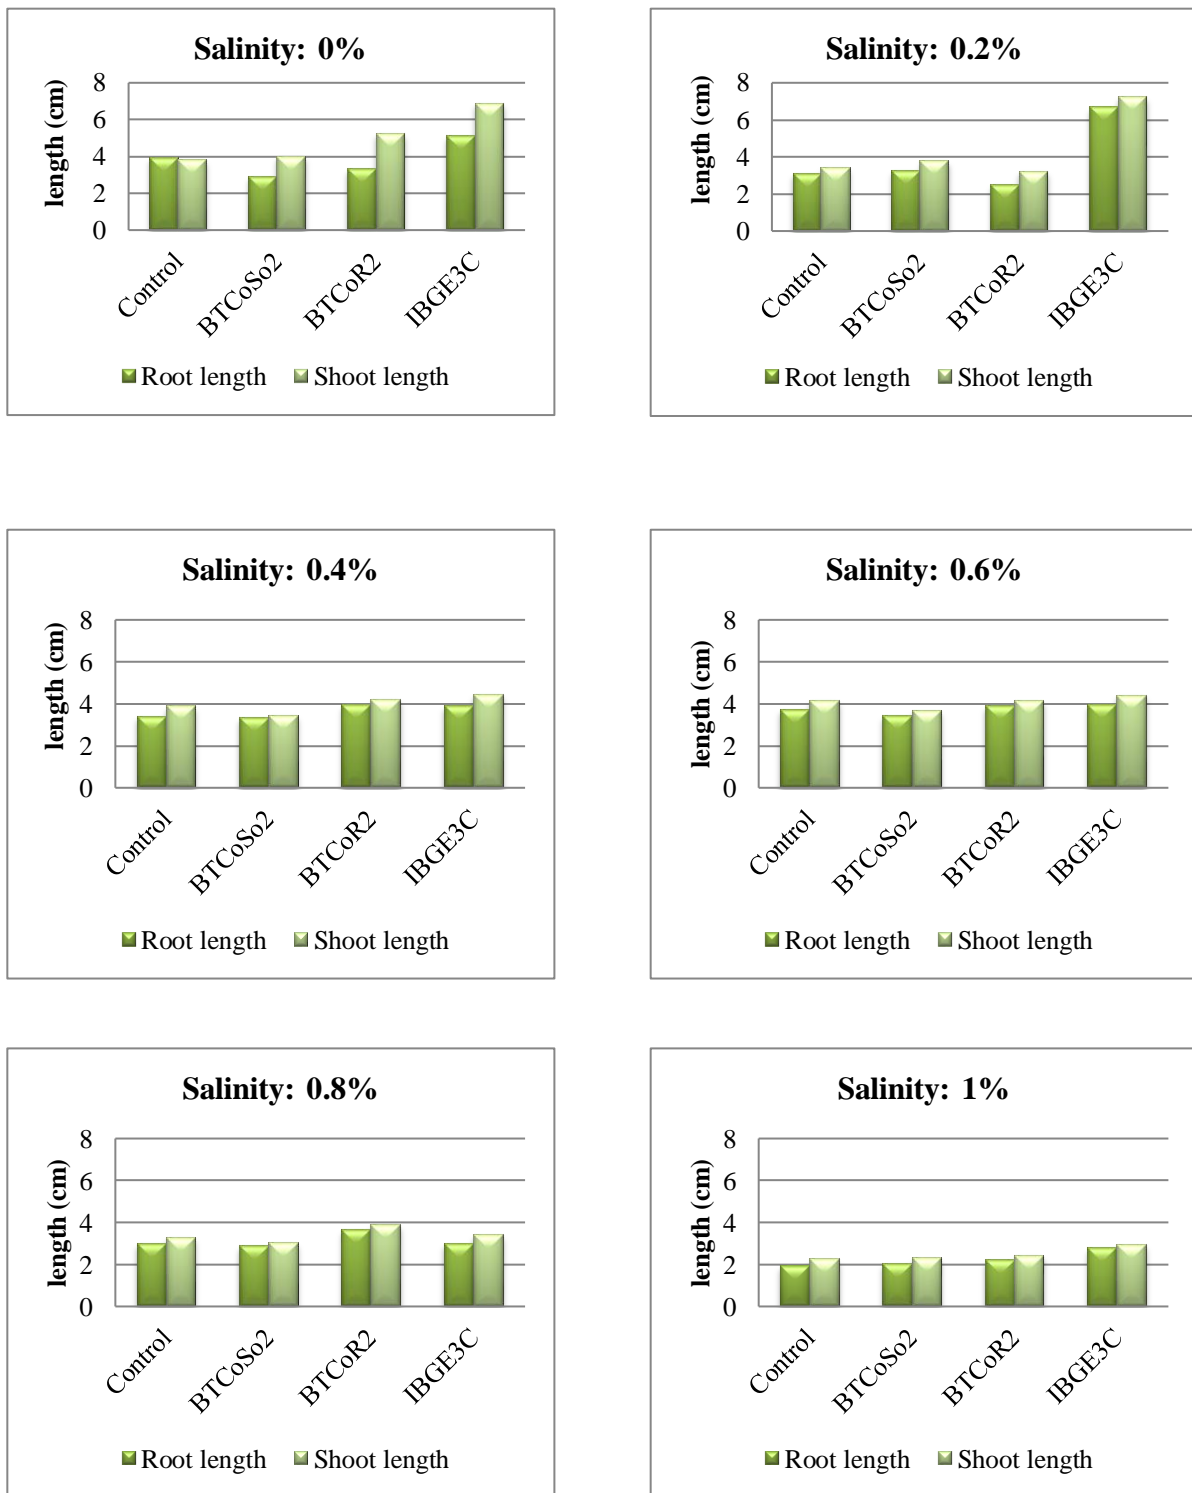 Salinity: 0%
length (cm)
8
6
4
2
0
Control
BTCoSo2
BTCoR2
IBGE3C
Root length
Shoot length
Salinity: 0.2%
length (cm)
8
6
4
2
0
Control
BTCoSo2
BTCoR2
IBGE3C
Root length
Shoot length
Salinity: 0.4%
length (cm)
8
6
4
2
0
Control
BTCoSo2
BTCoR2
IBGE3C
Root length
Shoot length
Salinity: 0.6%
length (cm)
8
6
4
2
0
Control
BTCoSo2
BTCoR2
IBGE3C
Root length
Shoot length
Salinity: 0.8%
length (cm)
8
6
4
2
0
Control
BTCoSo2
BTCoR2
IBGE3C
Root length
Shoot length
Salinity: 1%
length (cm)
8
6
4
2
0
Control
BTCoSo2
BTCoR2
IBGE3C
Root length
Shoot length